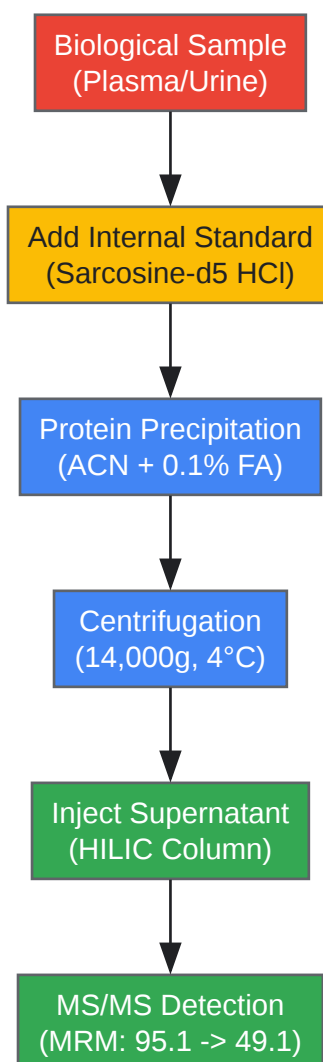 Biological Sample
(Plasma/Urine)
Add Internal Standard
(Sarcosine-d5 HCl)
Protein Precipitation
(ACN + 0.1% FA)
Centrifugation
(14,000g, 4°C)
Inject Supernatant
(HILIC Column)
MS/MS Detection
(MRM: 95.1 -> 49.1)